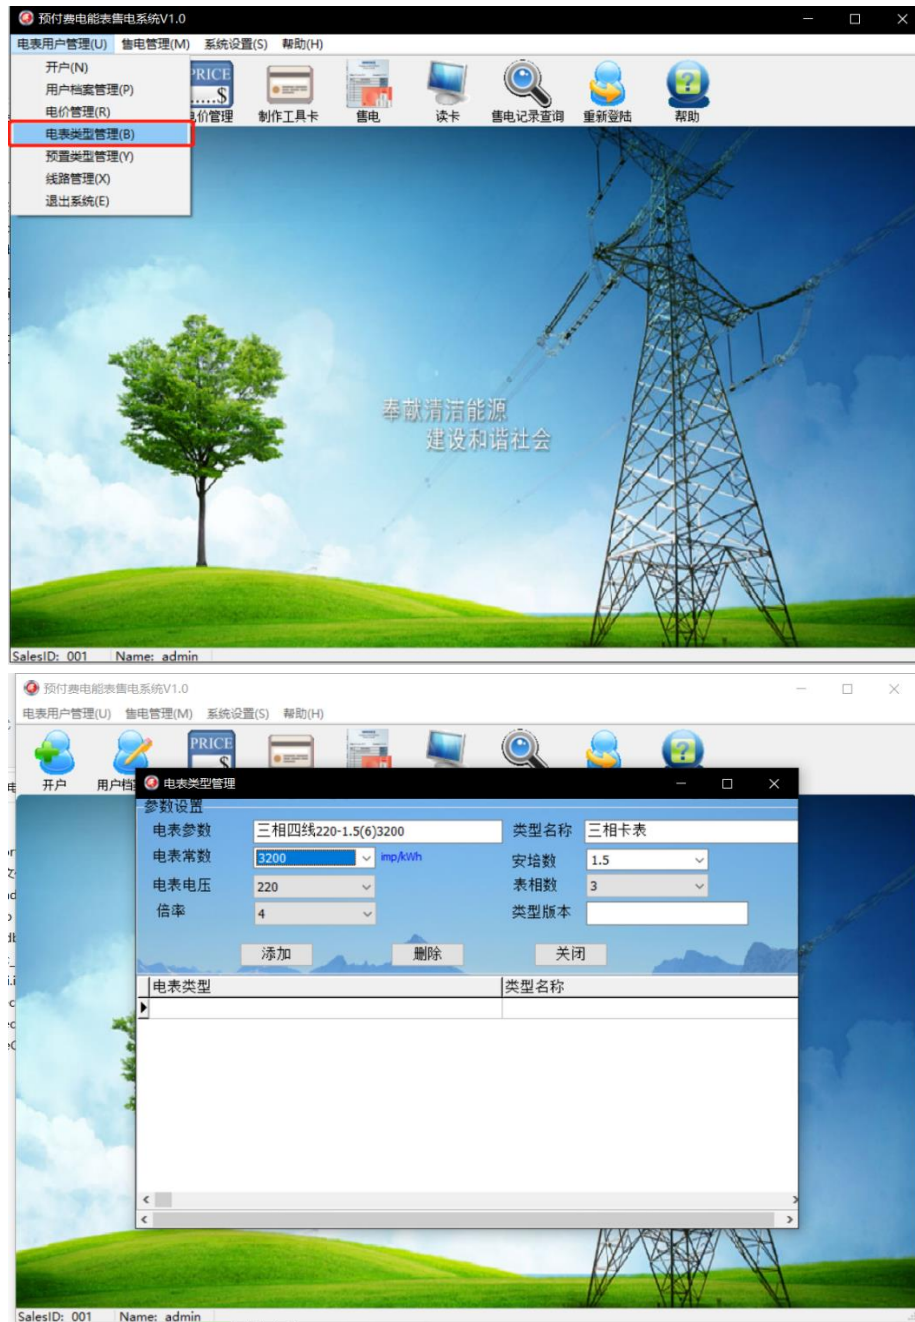 预付费电能表售电系统V1.0
电表用户管理(U) 售电管理(M) 系统设置(S) 帮助(H)
开户(N)
用户档案管理(P)
电价管理(R)
电表类型管理(B)
预置类型管理(Y)
线路管理(X)
退出系统(E)
PRICE
.....$
价管理 制作工具卡 售电 读卡 售电记录查询 重新登陆 帮助
奉献清洁能源
建设和谐社会
SalesID: 001 Name: admin
预付费电能表售电系统V1.0
电表用户管理(U) 售电管理(M) 系统设置(S) 帮助(H)
PRICE
开户 用户档
电表类型管理
参数设置
电表参数 三相四线220-1.5(6)3200 类型名称 三相卡表
电表常数 3200 imp/kWh 安培数 1.5
电表电压 220 表相数 3
倍率 4 类型版本
添加 删除 关闭
电表类型 类型名称
SalesID: 001 Name: admin